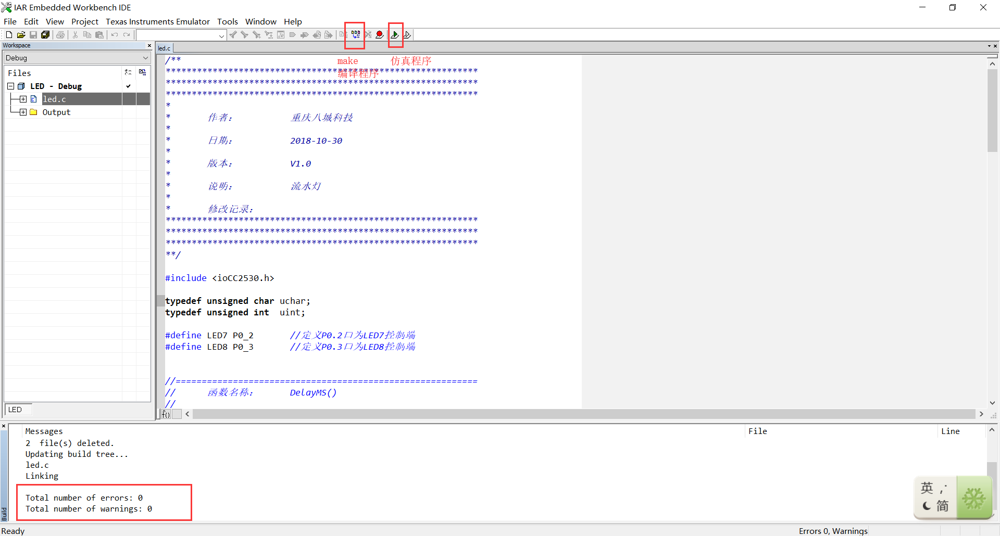 IAR Embedded Workbench IDE
File Edit View Project Texas Instruments Emulator Tools Window Help
Workspace
Debug
Files
LED - Debug
led.c
Output
LED
led.c
make
编译程序
仿真程序
/**
************************************************************
************************************************************
************************************************************
*
* 作者： 重庆八城科技
*
* 日期： 2018-10-30
*
* 版本： V1.0
*
* 说明： 流水灯
*
* 修改记录：
************************************************************
************************************************************
************************************************************
**/
#include <ioCC2530.h>
typedef unsigned char uchar;
typedef unsigned int uint;
#define LED7 P0_2 //定义P0.2口为LED7控制端
#define LED8 P0_3 //定义P0.3口为LED8控制端
//==========================================================
// 函数名称： DelayMS()
//
Messages File Line
2 file(s) deleted.
Updating build tree...
led.c
Linking
Total number of errors: 0
Total number of warnings: 0
Build
英 简
Ready Errors 0, Warnings